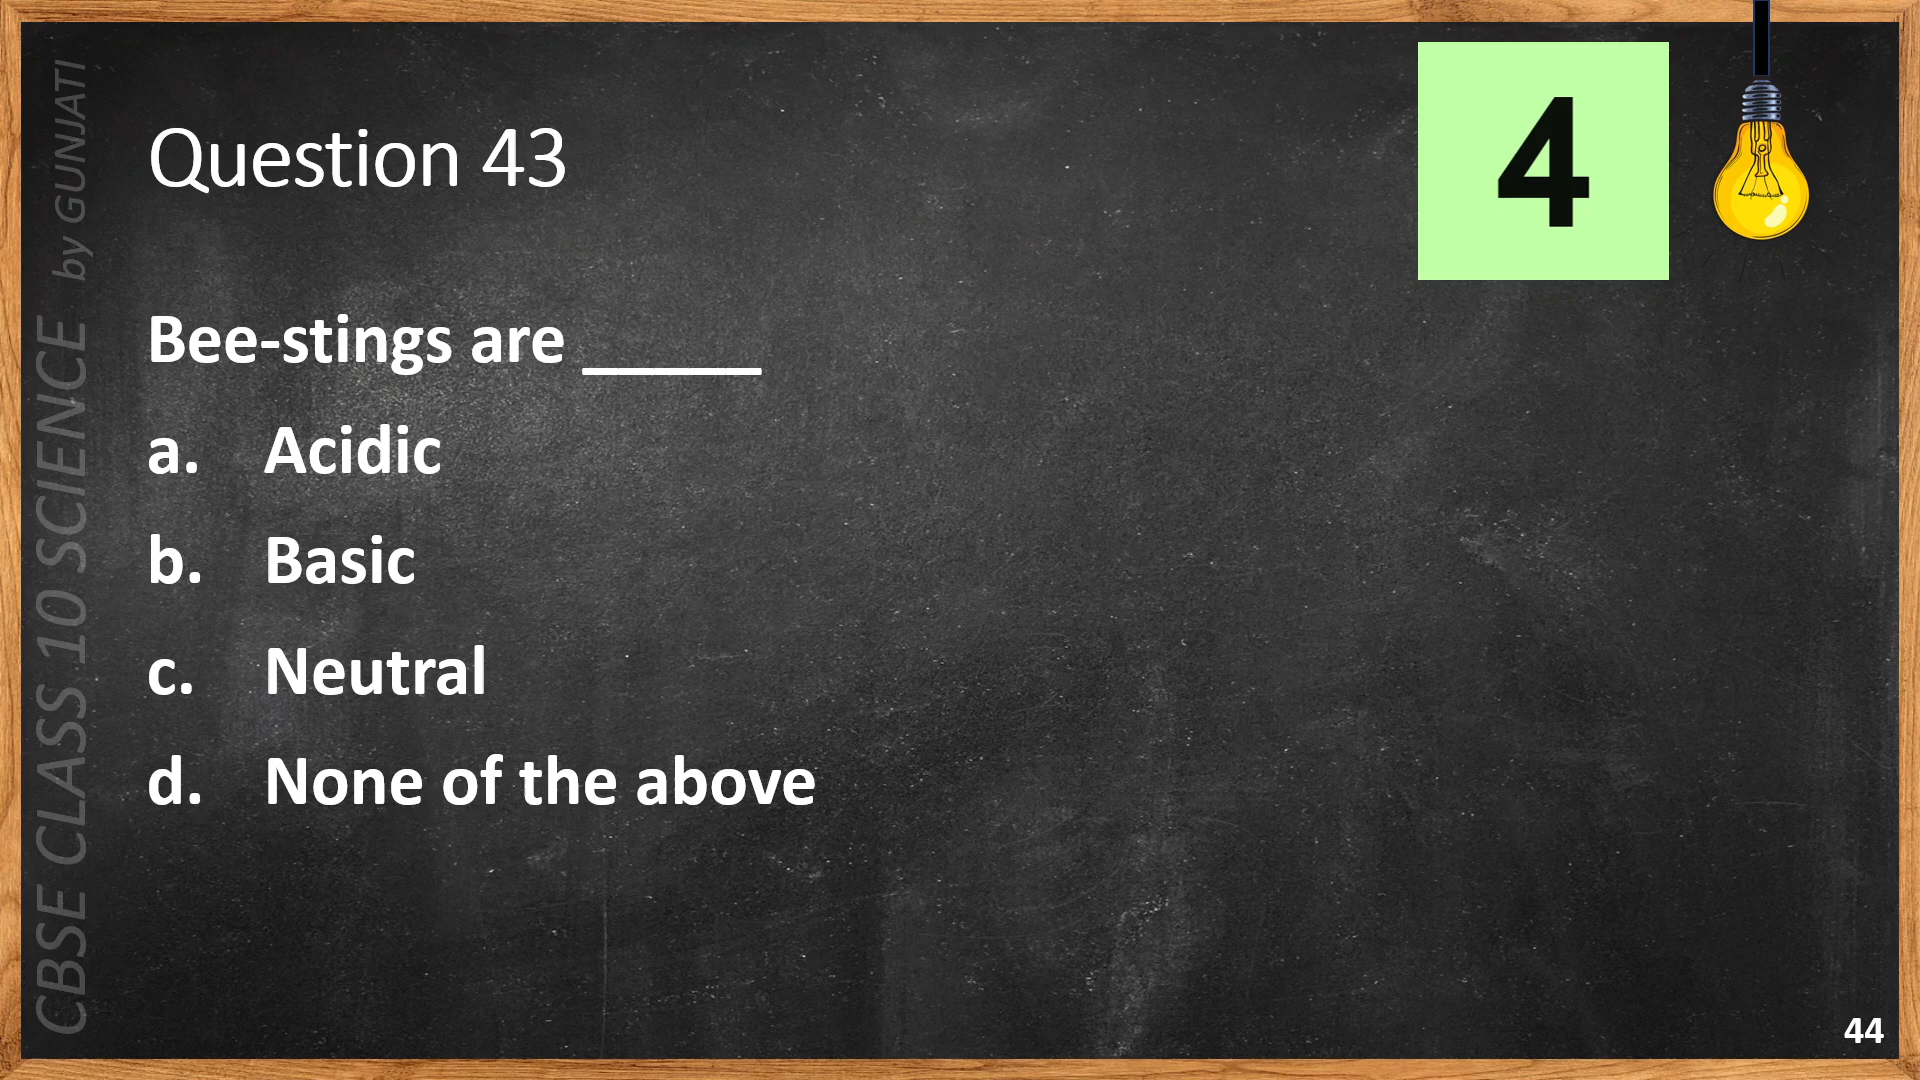 CBSE CLASS 10 SCIENCE by GUNJATI
Question 43
4
Bee-stings are _____
a. Acidic
b. Basic
c. Neutral
d. None of the above
44